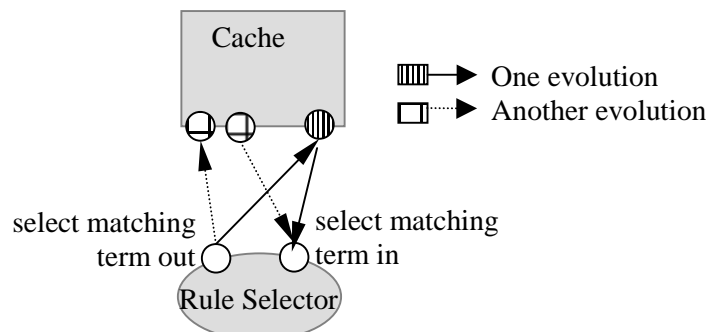 Cache
One evolution
Another evolution
select matching
term out
select matching
term in
Rule Selector